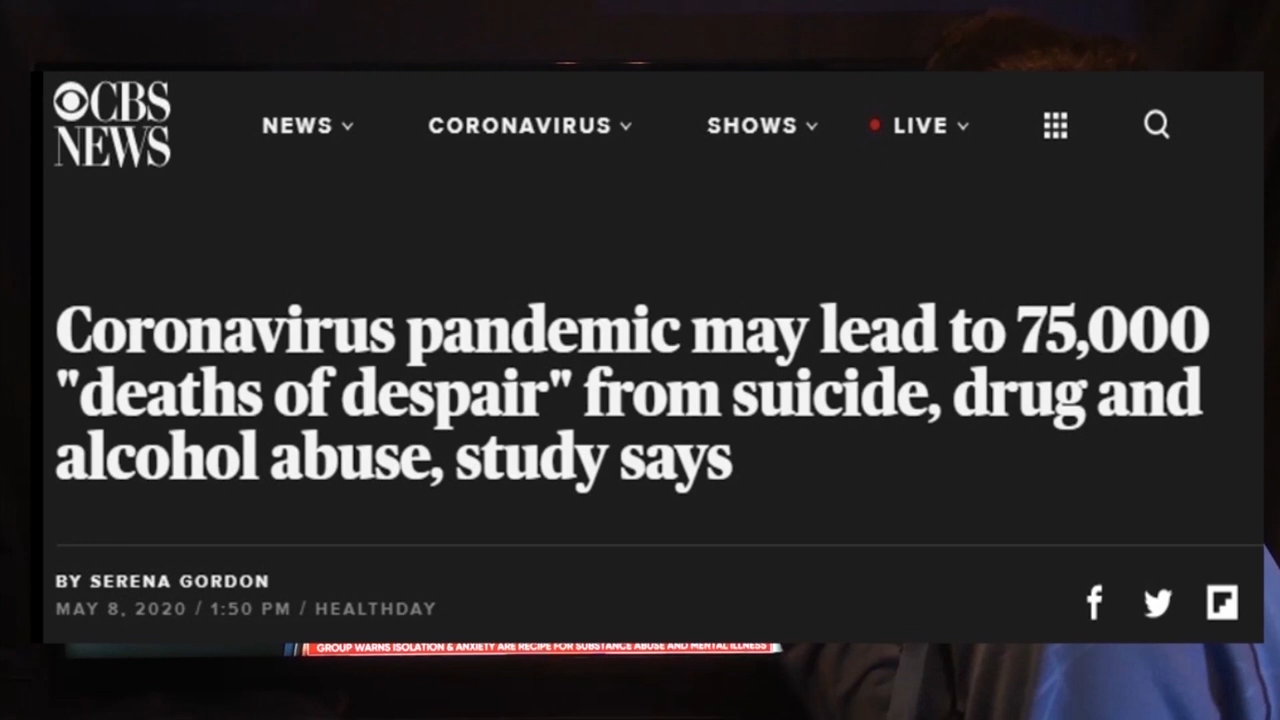 CBS
NEWS
NEWS
CORONAVIRUS
SHOWS
LIVE
Coronavirus pandemic may lead to 75,000
"deaths of despair" from suicide, drug and
alcohol abuse, study says
BY SERENA GORDON
MAY 8, 2020 / 1:50 PM / HEALTHDAY
GROUP WARNS ISOLATION & ANXIETY ARE RECIPE FOR SUBSTANCE ABUSE AND MENTAL ILLNESS